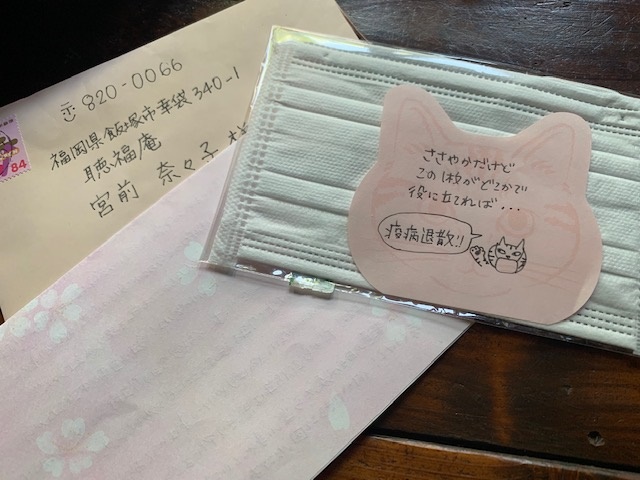 〒820-0066
福岡県飯塚市幸袋340-1
聴福庵
宮前 奈々子 様
84
ささやかだけど
この1枚がどこかで
役に立てれば...
疫病退散!!